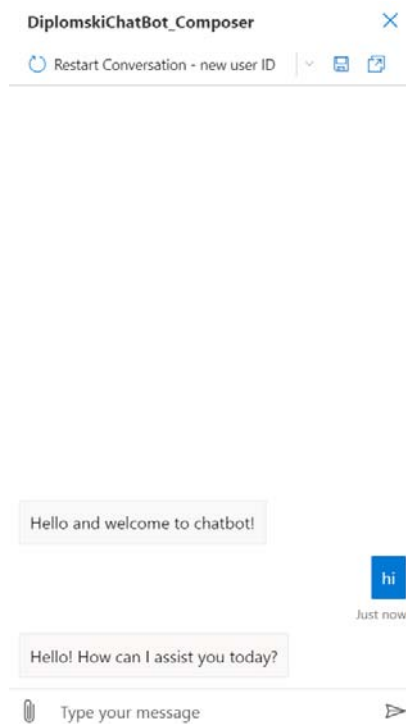 DiplomskiChatBot_Composer
Restart Conversation - new user ID
Hello and welcome to chatbot!
hi
Just now
Hello! How can I assist you today?
Type your message